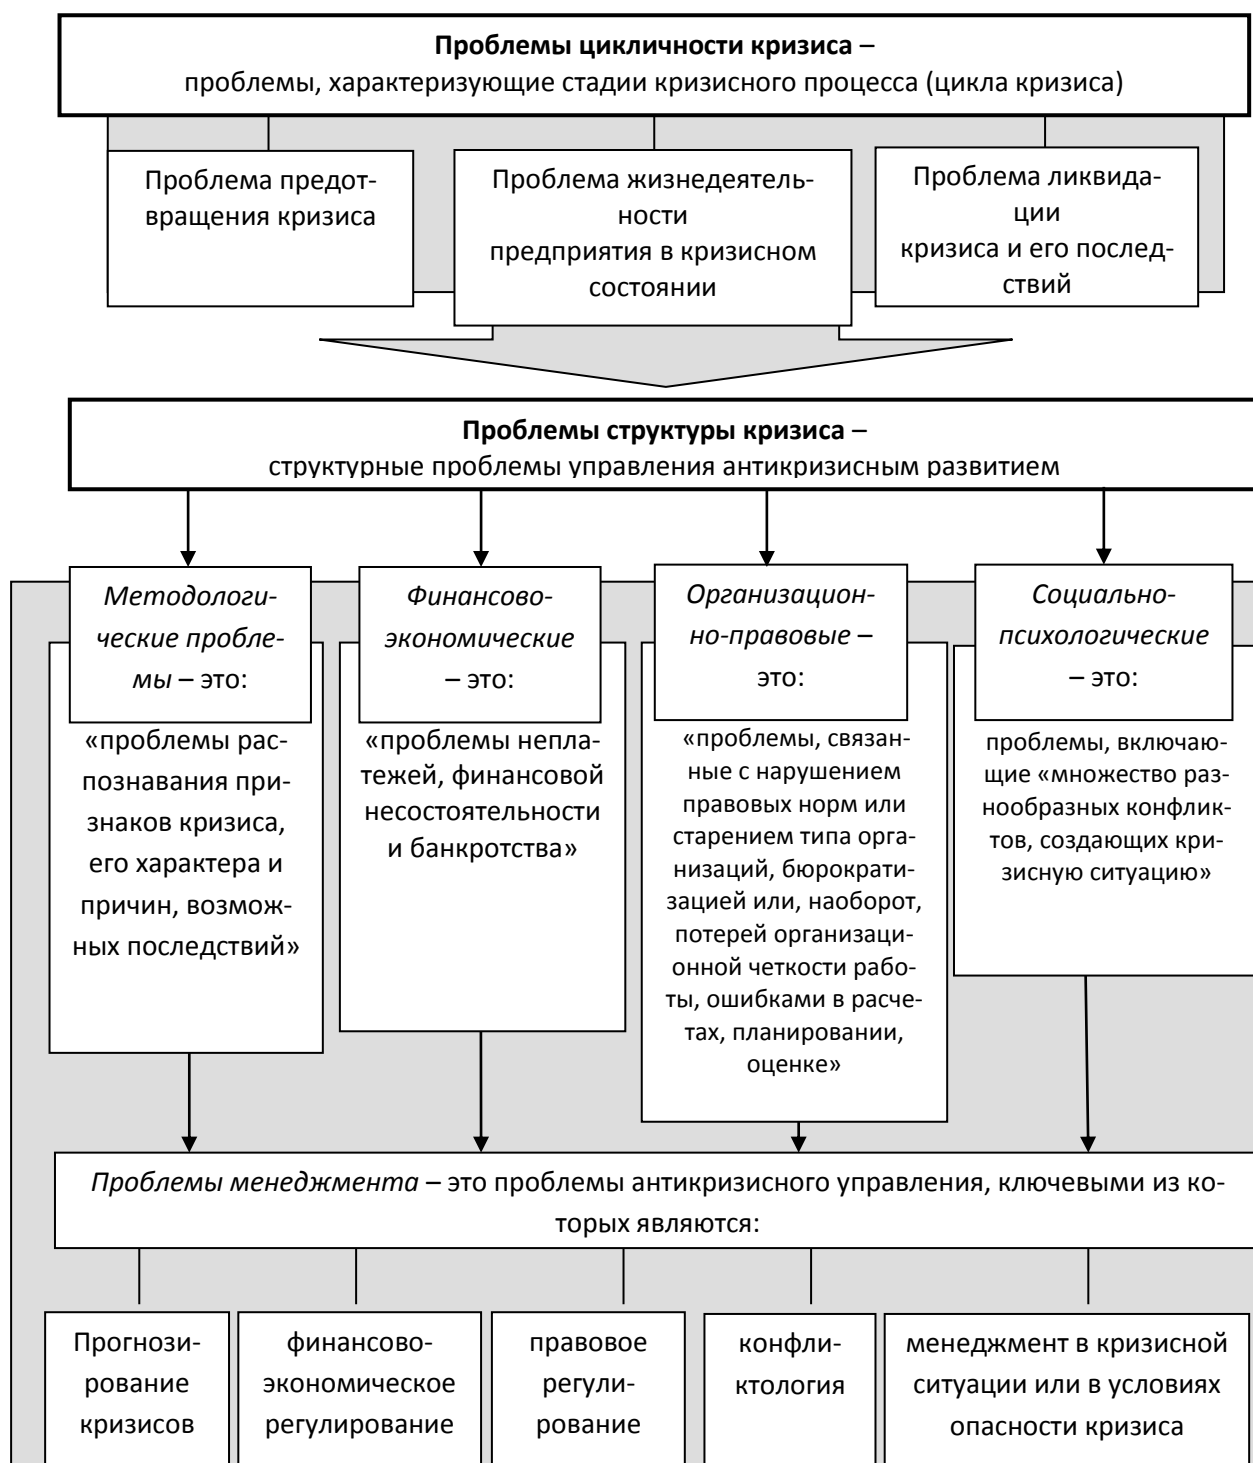 Проблемы цикличности кризиса –
проблемы, характеризующие стадии кризисного процесса (цикла кризиса)
Проблема предот-
вращения кризиса
Проблема жизнедеятель-
ности
предприятия в кризисном
состоянии
Проблема ликвида-
ции
кризиса и его послед-
ствий
Проблемы структуры кризиса –
структурные проблемы управления антикризисным развитием
Методологи-
ческие пробле-
мы – это:
«проблемы рас-
познавания при-
знаков кризиса,
его характера и
причин, возмож-
ных последствий»
Финансово-
экономические
– это:
«проблемы непла-
тежей, финансовой
несостоятельности
и банкротства»
Организацион-
но-правовые –
это:
«проблемы, связан-
ные с нарушением
правовых норм или
старением типа орга-
низаций, бюрократи-
зацией или, наоборот,
потерей организаци-
онной четкости рабо-
ты, ошибками в расче-
тах, планировании,
оценке»
Социально-
психологические
– это:
проблемы, включаю-
щие «множество раз-
нообразных конфлик-
тов, создающих кри-
зисную ситуацию»
Проблемы менеджмента – это проблемы антикризисного управления, ключевыми из ко-
торых являются:
Прогнози-
рование
кризисов
финансово-
экономическое
регулирование
правовое
регули-
рование
конфли-
ктология
менеджмент в кризисной
ситуации или в условиях
опасности кризиса